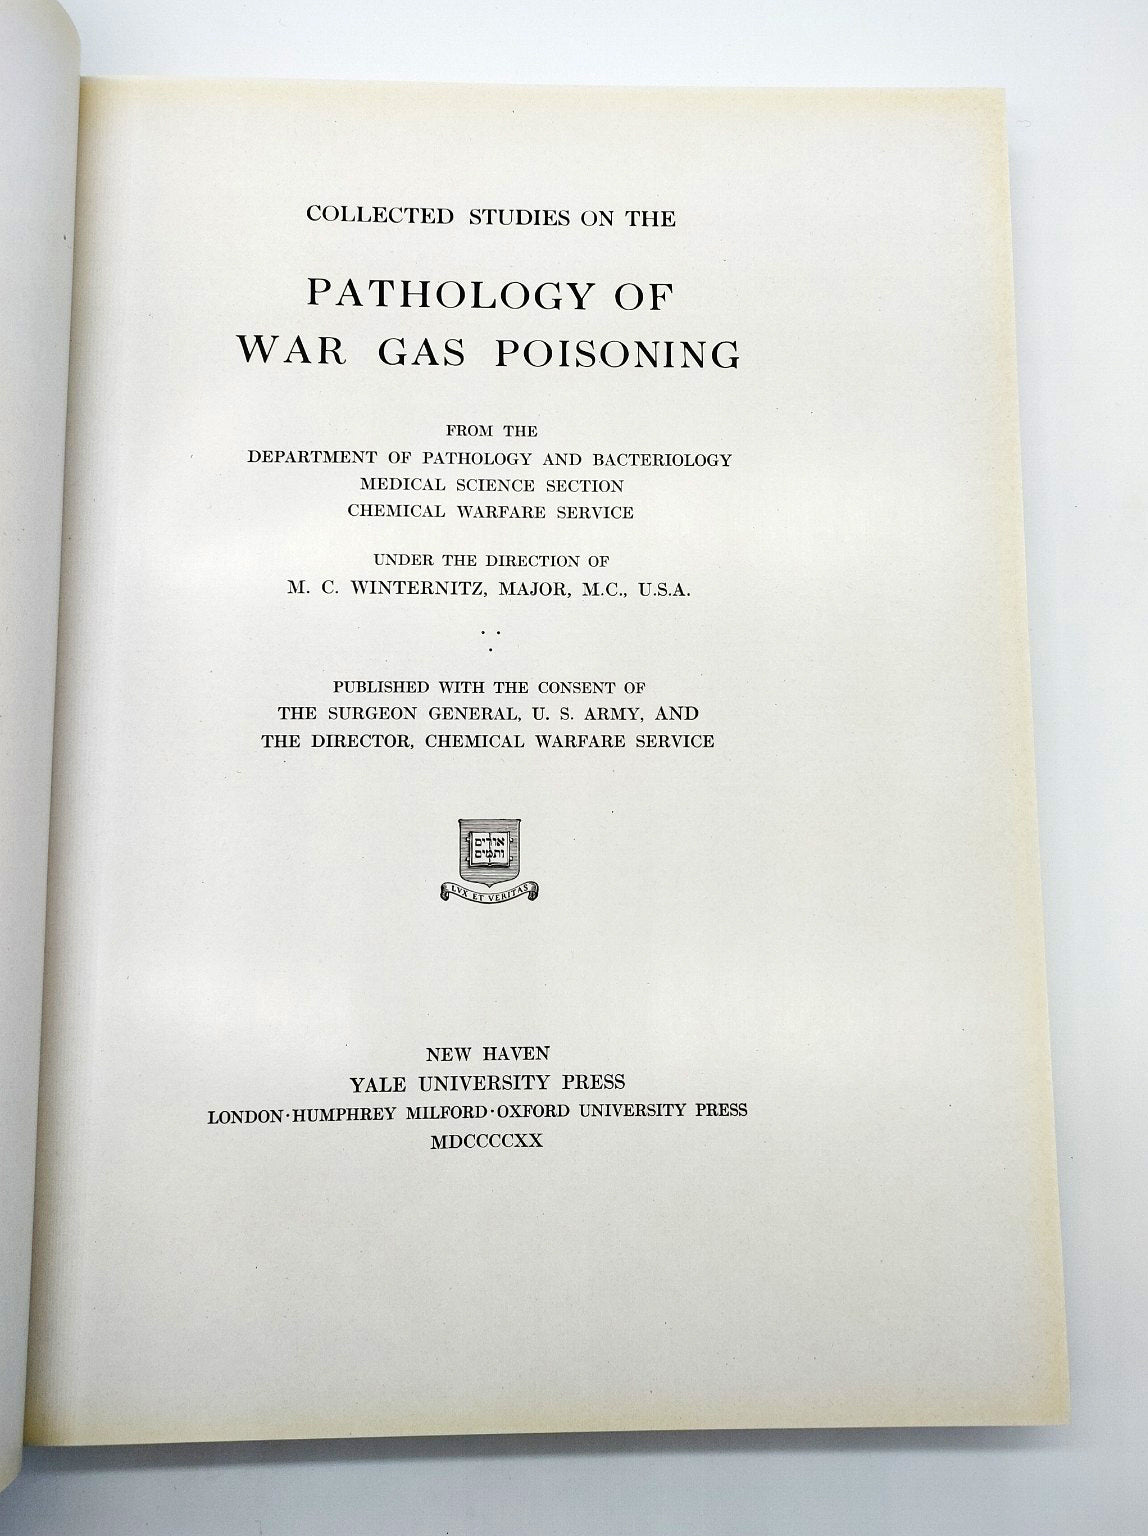 COLLECTED STUDIES ON THE
PATHOLOGY OF
WAR GAS POISONING
FROM THE
DEPARTMENT OF PATHOLOGY AND BACTERIOLOGY
MEDICAL SCIENCE SECTION
CHEMICAL WARFARE SERVICE
UNDER THE DIRECTION OF
M. C. WINTERNITZ, MAJOR, M.C., U.S.A.
PUBLISHED WITH THE CONSENT OF
THE SURGEON GENERAL, U. S. ARMY, AND
THE DIRECTOR, CHEMICAL WARFARE SERVICE
אורים
ותמים
LVX ET VERITAS
NEW HAVEN
YALE UNIVERSITY PRESS
LONDON·HUMPHREY MILFORD·OXFORD UNIVERSITY PRESS
MDCCCCXX